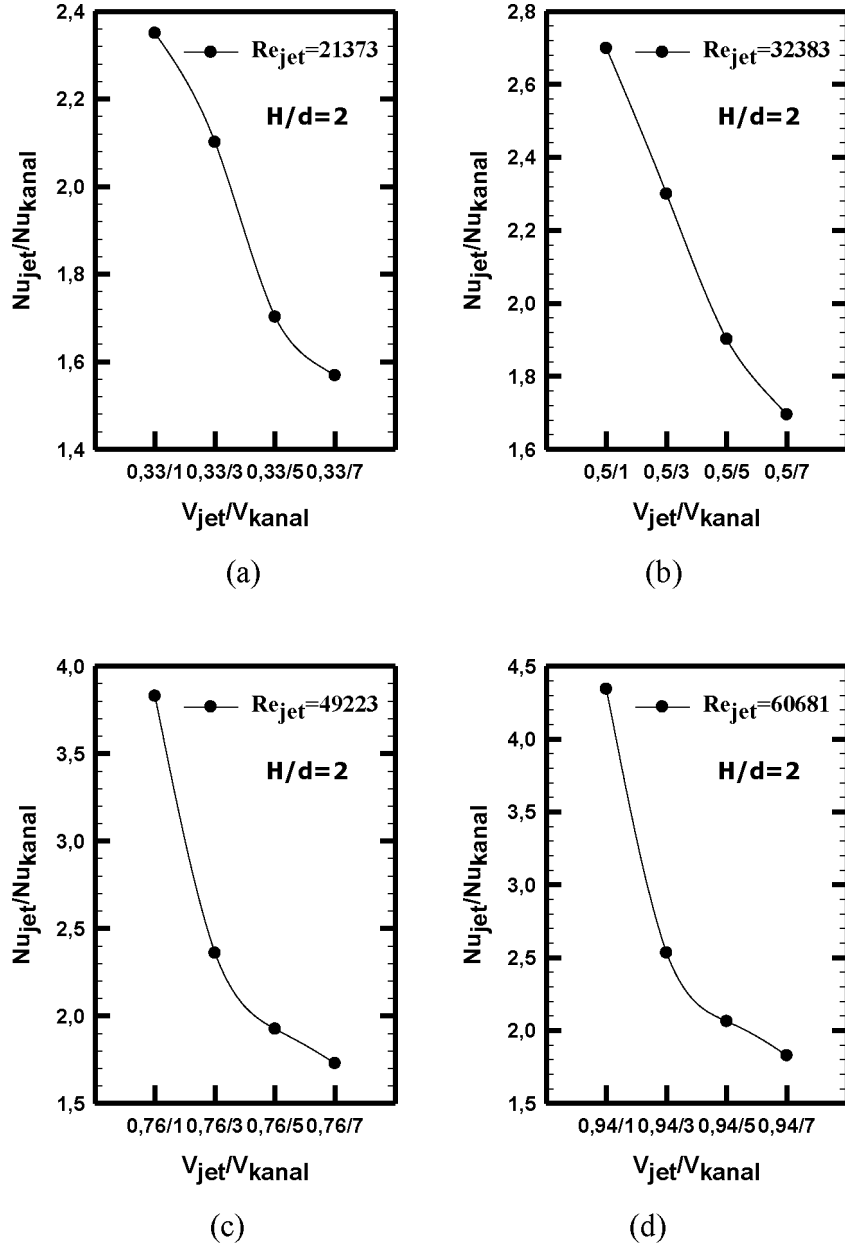 2,4
2,2
2,0
1,8
1,6
1,4
Nujet/Nukanal
Rejet=21373
H/d=2
0,33/1 0,33/3 0,33/5 0,33/7
Vjet/Vkanal
(a)
2,8
2,6
2,4
2,2
2,0
1,8
1,6
Nujet/Nukanal
Rejet=32383
H/d=2
0,5/1 0,5/3 0,5/5 0,5/7
Vjet/Vkanal
(b)
4,0
3,5
3,0
2,5
2,0
1,5
Nujet/Nukanal
Rejet=49223
H/d=2
0,76/1 0,76/3 0,76/5 0,76/7
Vjet/Vkanal
(c)
4,5
4,0
3,5
3,0
2,5
2,0
1,5
Nujet/Nukanal
Rejet=60681
H/d=2
0,94/1 0,94/3 0,94/5 0,94/7
Vjet/Vkanal
(d)